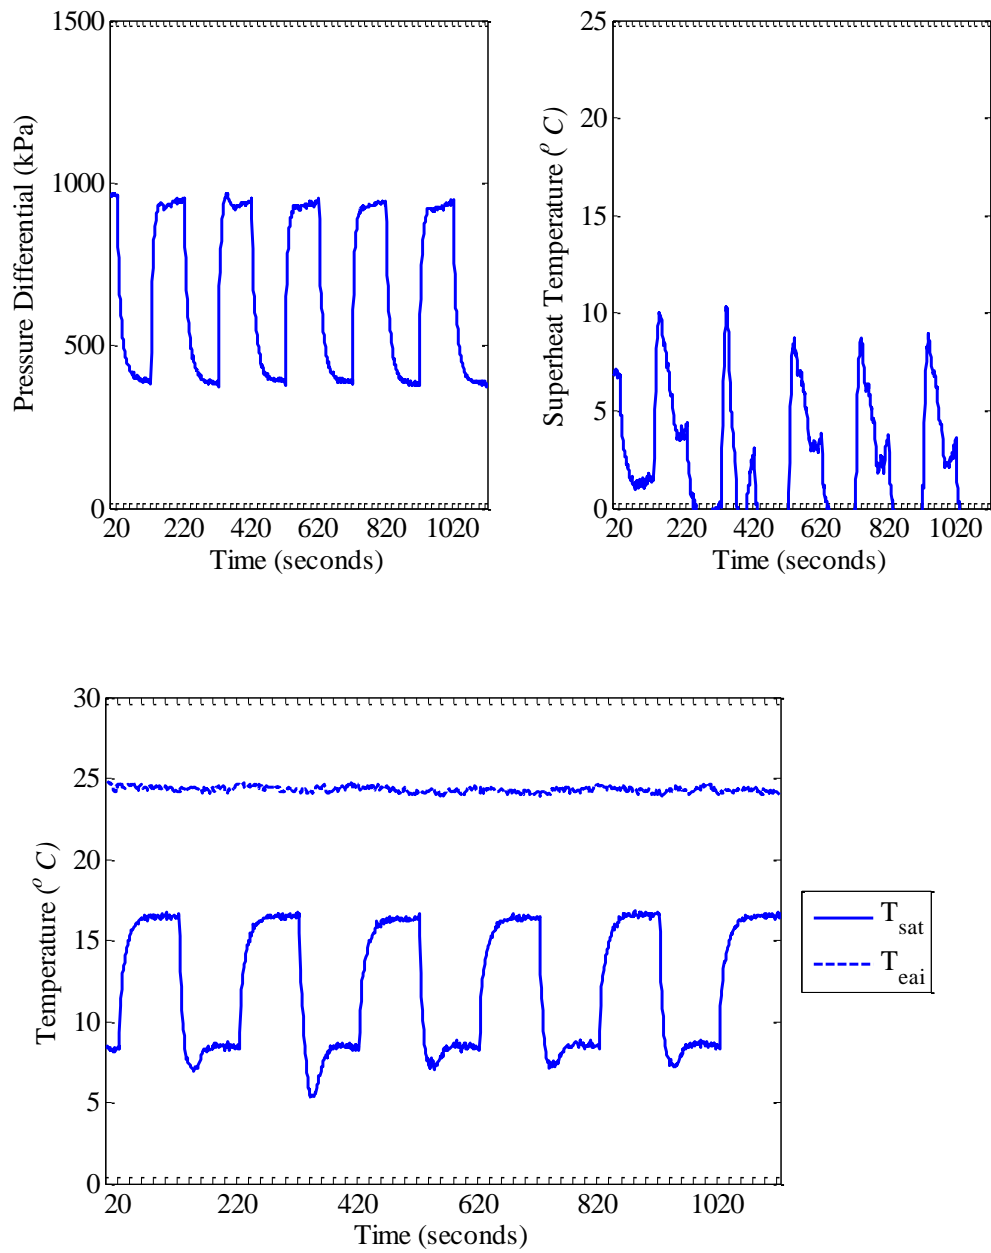 1500
1000
500
0
Pressure Differential (kPa)
20 220 420 620 820 1020
Time (seconds)
25
20
15
10
5
0
Superheat Temperature (° C)
20 220 420 620 820 1020
Time (seconds)
30
25
20
15
10
5
0
Temperature (° C)
20 220 420 620 820 1020
Time (seconds)
T_sat
T_eai